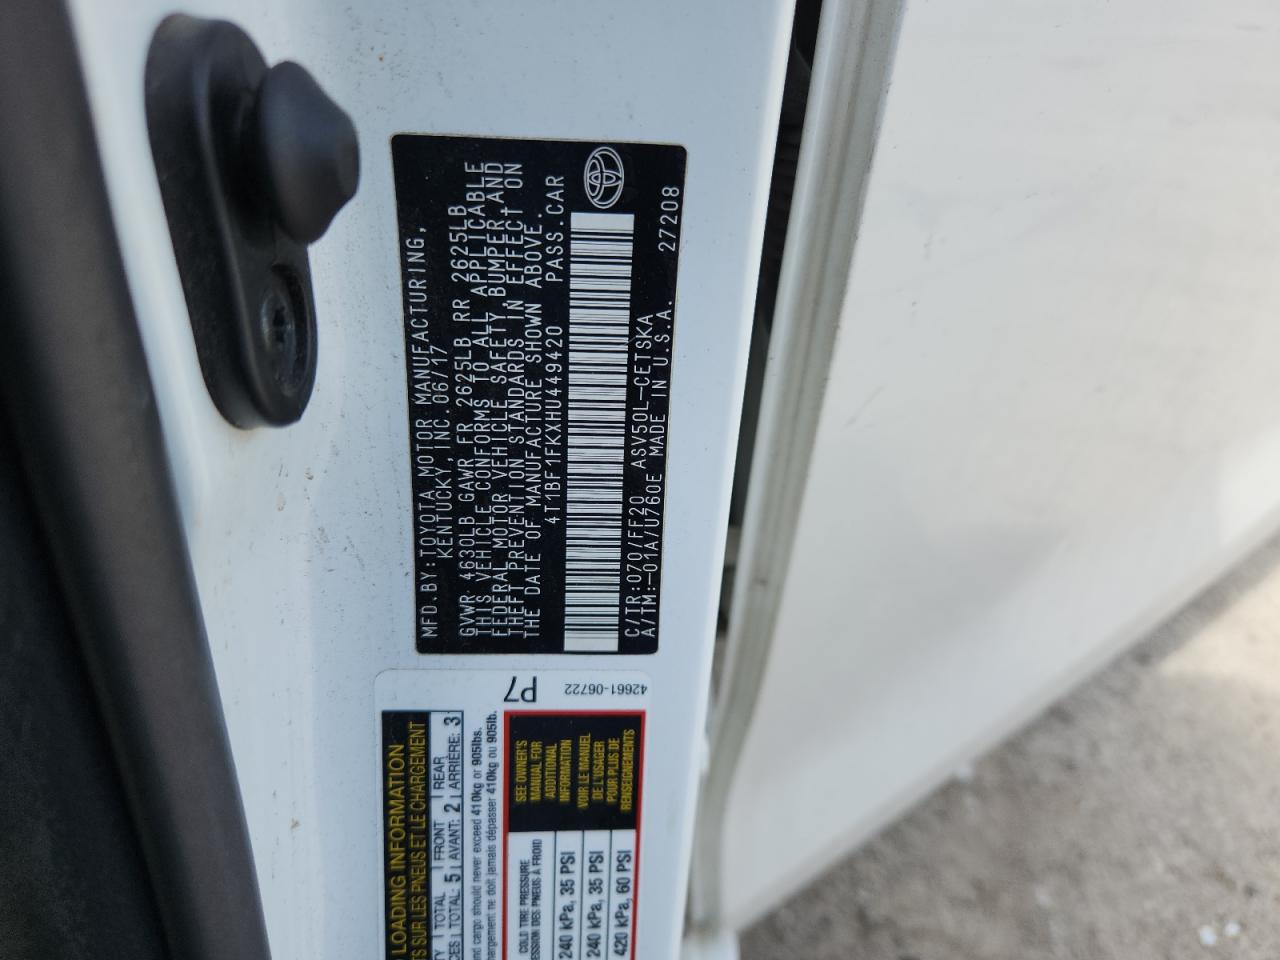 MFD.BY:TOYOTA MOTOR MANUFACTURING,
KENTUCKY, INC. 06/17
GVWR 4630LB GAWR FR 2625LB RR 2625LB
THIS VEHICLE CONFORMS TO ALL APPLICABLE
FEDERAL MOTOR VEHICLE SAFETY,BUMPER,AND
THEFT PREVENTION STANDARDS IN EFFECT ON
THE DATE OF MANUFACTURE SHOWN ABOVE.
4T1BF1FKXHU449420 PASS.CAR
C/TR:070/FF20 ASV50L-CETSKA 27208
A/TM:-01A/U760E MADE IN U.S.A.
P7
42661-06722
LOADING INFORMATION
SUR LES PNEUS ET LE CHARGEMENT
TOTAL 5 FRONT 2 REAR 3
TOTAL: AVANT: ARRIÈRE:
cargo should never exceed 410kg or 905lbs.
ne doit jamais dépasser 410kg ou 905lb.
COLD TIRE PRESSURE
DES PNEUS À FROID
240 kPa, 35 PSI
240 kPa, 35 PSI
420 kPa, 60 PSI
SEE OWNER'S
MANUAL FOR
ADDITIONAL
INFORMATION
VOIR LE MANUEL
DE L'USAGER
POUR PLUS DE
RENSEIGNEMENTS